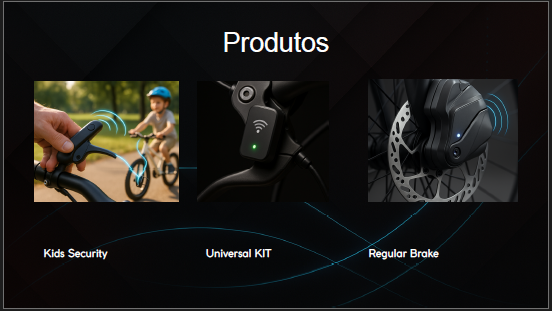 Produtos
Kids Security
Universal KIT
Regular Brake